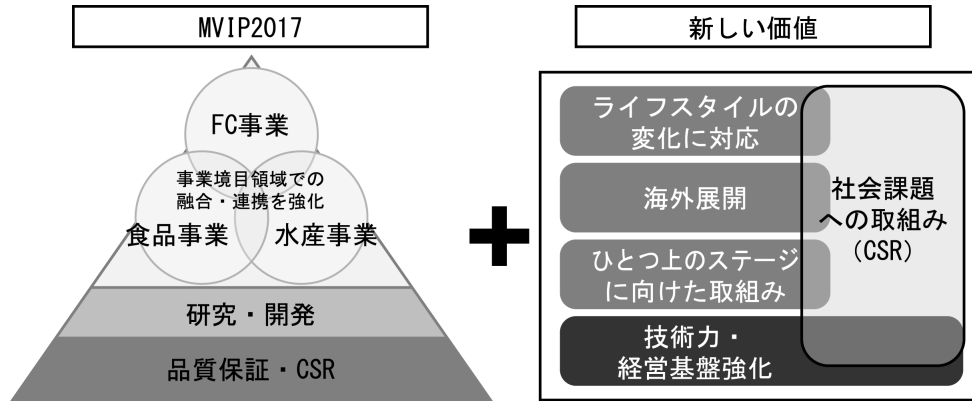 MVIP2017
FC事業
事業境目領域での
融合・連携を強化
食品事業
水産事業
研究・開発
品質保証・CSR
新しい価値
ライフスタイルの
変化に対応
海外展開
ひとつ上のステージ
に向けた取組み
技術力・
経営基盤強化
社会課題
への取組み
(CSR)